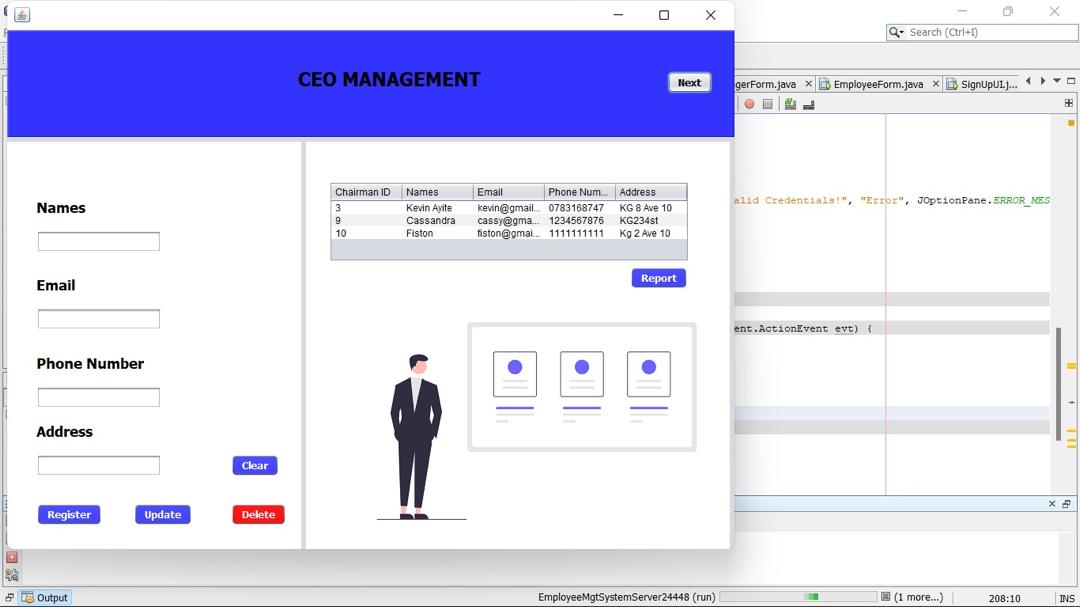 Search (Ctrl+I)
CEO MANAGEMENT
Next
gerForm.java
EmployeeForm.java
SignUpUI.j...
Names
Email
Phone Number
Address
Clear
Register
Update
Delete
Chairman ID Names Email Phone Num... Address
3 Kevin Ayite kevin@gmail... 0783168747 KG 8 Ave 10
9 Cassandra cassy@gma... 1234567876 KG234st
10 Fiston fiston@gmai... 1111111111 Kg 2 Ave 10
Report
alid Credentials!", "Error", JOptionPane.ERROR_MES
ent.ActionEvent evt) {
Output
EmployeeMgtSystemServer24448 (run)
(1 more...)
208:10
INS